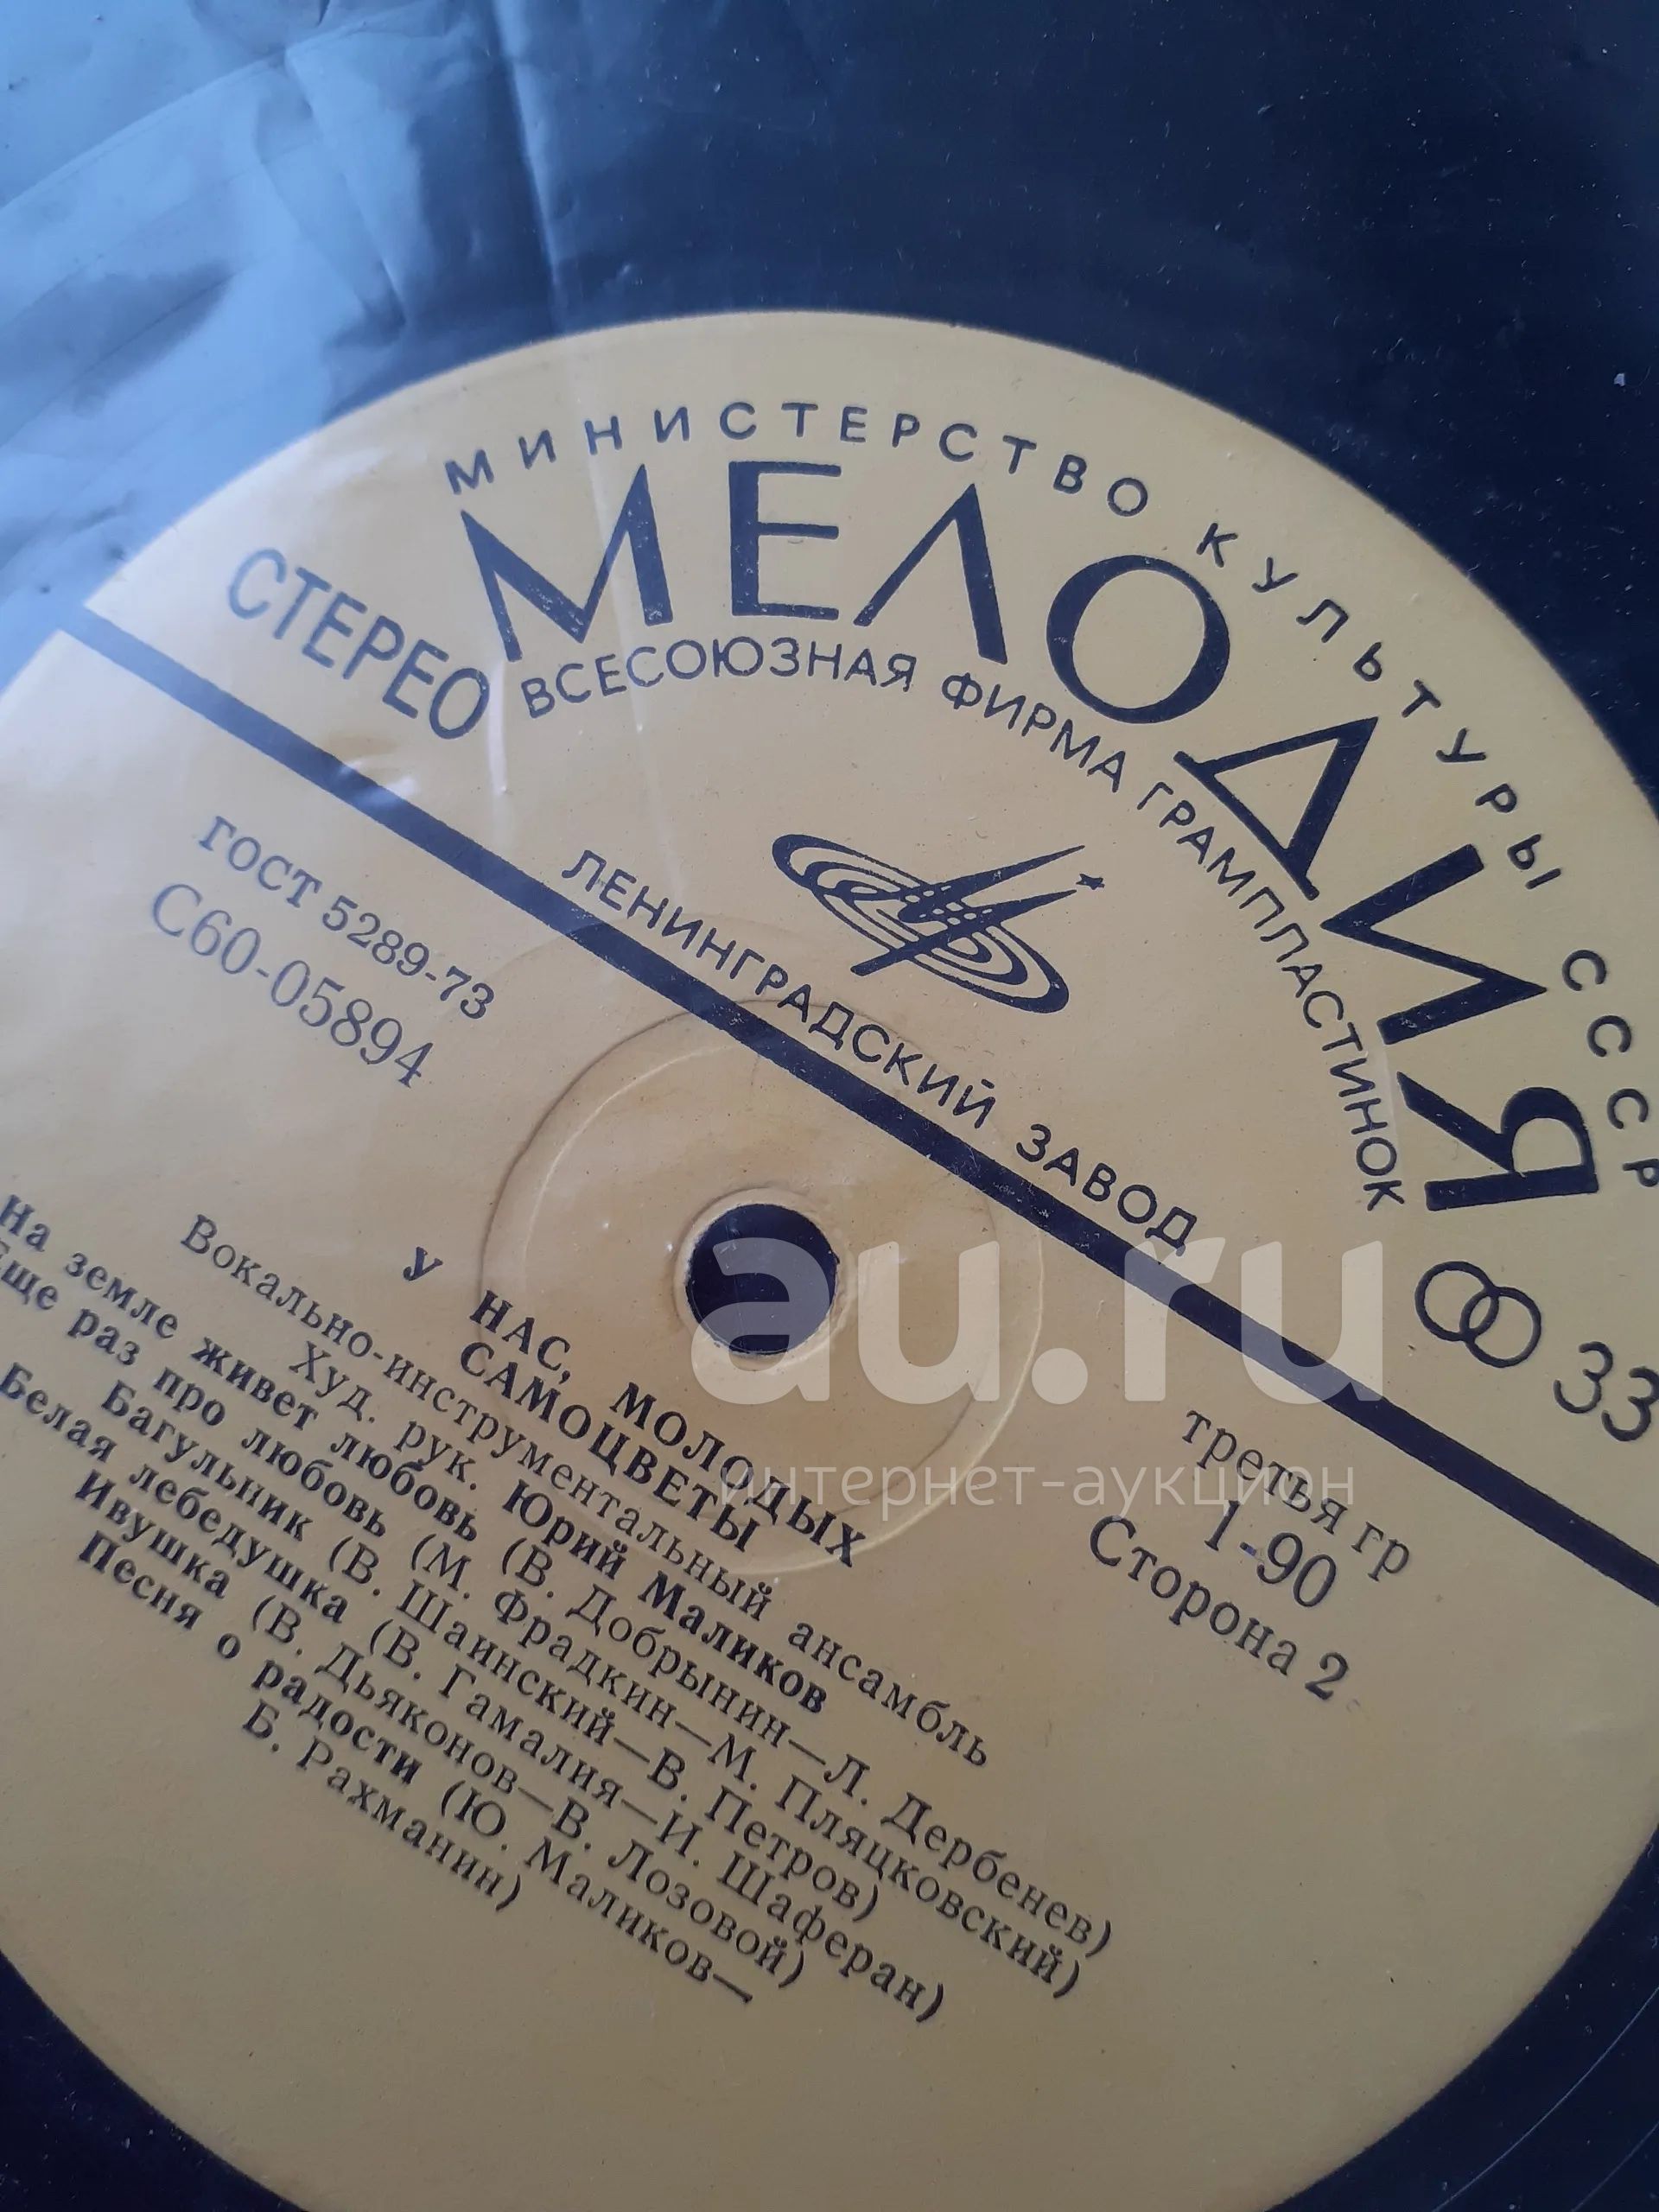 МИНИСТЕРСТВО КУЛЬТУРЫ СССР
МЕЛОДИЯ
ВСЕСОЮЗНАЯ ФИРМА ГРАМПЛАСТИНОК
СТЕРЕО
33
ЛЕНИНГРАДСКИЙ ЗАВОД
ГОСТ 5289-73
С60-05894
третья гр
1-90
Сторона 2
У НАС, МОЛОДЫХ
САМОЦВЕТЫ
Вокально-инструментальный ансамбль
Худ. рук. Юрий Маликов
На земле живет любовь (В. Добрынин—Л. Дербенев)
Еще раз про любовь (М. Фрадкин—М. Пляцковский)
Багульник (В. Шаинский—В. Петров)
Белая лебедушка (В. Гамалия—И. Шаферан)
Ивушка (В. Дьяконов—В. Лозовой)
Песня о радости (Ю. Маликов—
Б. Рахманин)
au.ru
интернет-аукцион